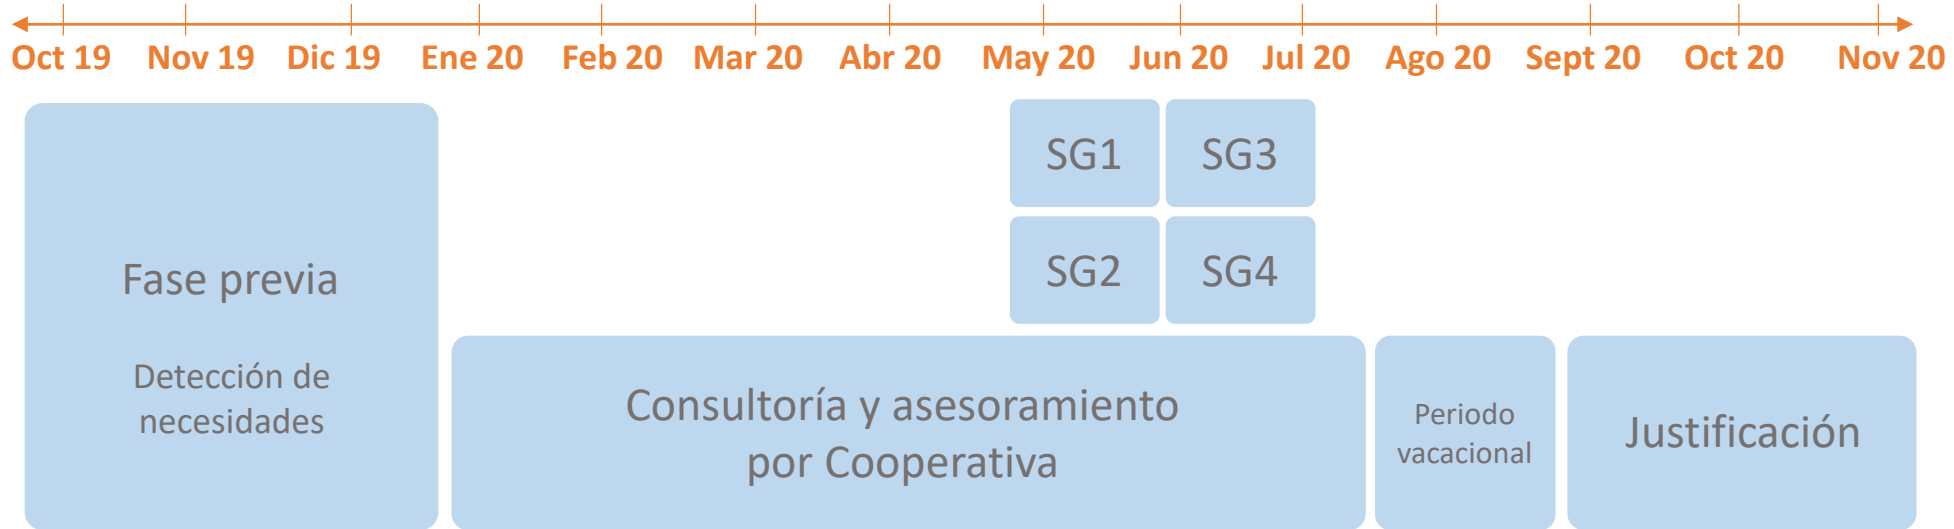 Oct 19 Nov 19 Dic 19 Ene 20 Feb 20 Mar 20 Abr 20 May 20 Jun 20 Jul 20 Ago 20 Sept 20 Oct 20 Nov 20
Fase previa
Detección de
necesidades
SG1
SG3
SG2
SG4
Consultoría y asesoramiento
por Cooperativa
Periodo
vacacional
Justificación